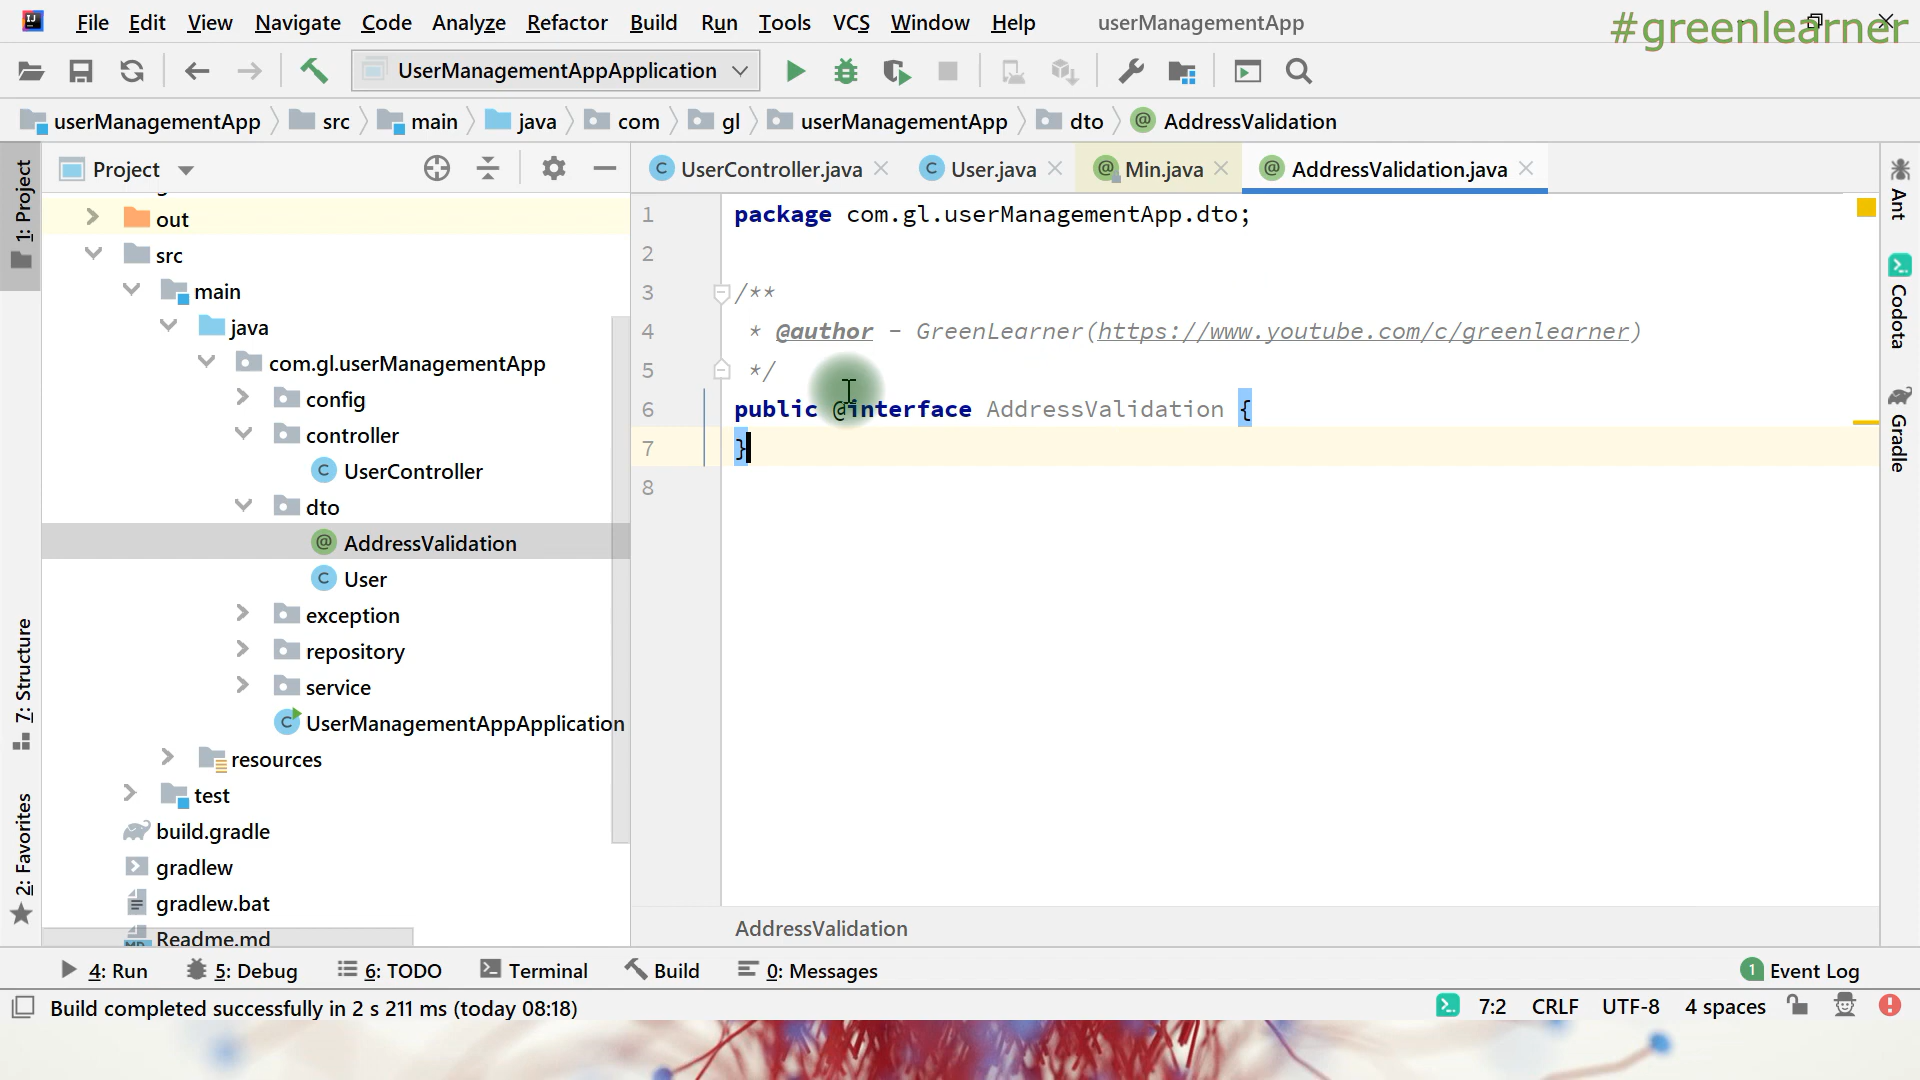 File Edit View Navigate Code Analyze Refactor Build Run Tools VCS Window Help userManagementApp #greenlearner
UserManagementAppApplication
userManagementApp src main java com gl userManagementApp dto AddressValidation
Project
UserController.java User.java Min.java AddressValidation.java
1: Project
7: Structure
2: Favorites
out
src
main
java
com.gl.userManagementApp
config
controller
UserController
dto
AddressValidation
User
exception
repository
service
UserManagementAppApplication
resources
test
build.gradle
gradlew
gradlew.bat
Readme.md
1 package com.gl.userManagementApp.dto;
2
3 /**
4 * @author - GreenLearner(https://www.youtube.com/c/greenlearner)
5 */
6 public @interface AddressValidation {
7 }
8
AddressValidation
Ant
Codota
Gradle
4: Run 5: Debug 6: TODO Terminal Build 0: Messages 1 Event Log
Build completed successfully in 2 s 211 ms (today 08:18) 7:2 CRLF UTF-8 4 spaces